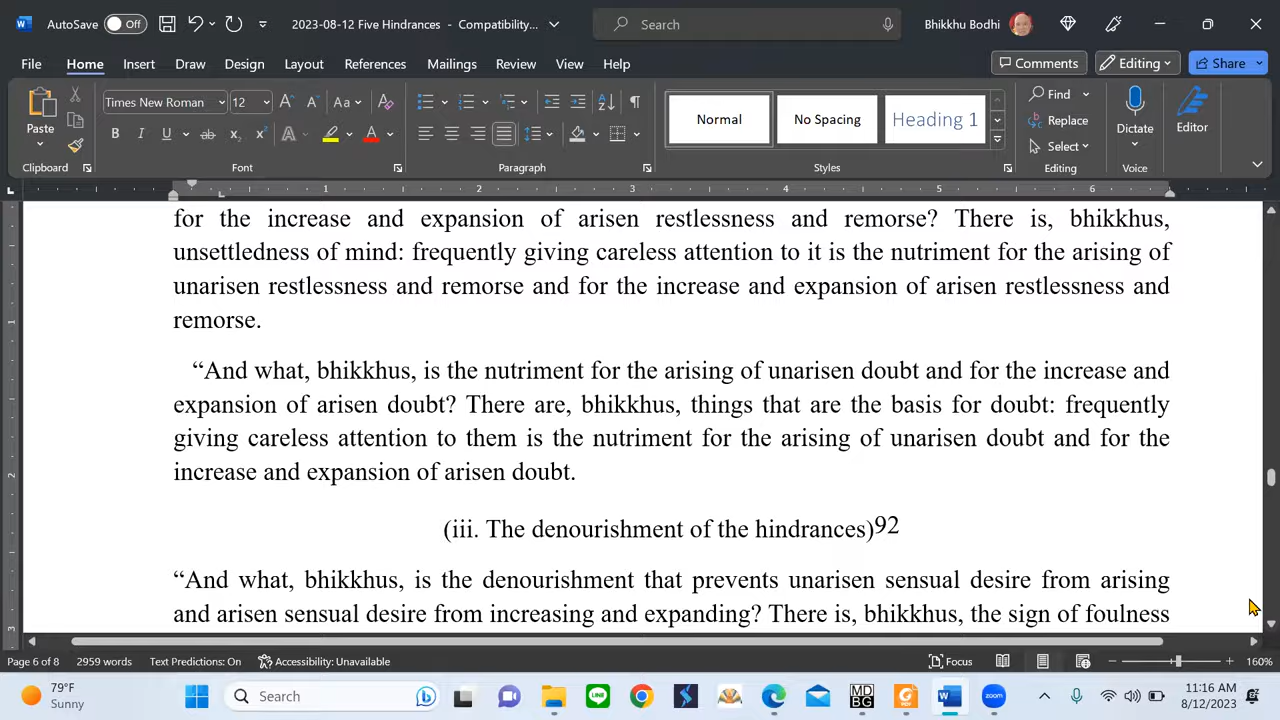 AutoSave Off 2023-08-12 Five Hindrances - Compatibility... Search Bhikkhu Bodhi
File Home Insert Draw Design Layout References Mailings Review View Help Comments Editing Share
Paste Times New Roman 12 Aa Normal No Spacing Heading 1 Find Replace Select Dictate Editor
Clipboard Font Paragraph Styles Editing Voice
1 2 3 4 5 6
for the increase and expansion of arisen restlessness and remorse? There is, bhikkhus,
unsettledness of mind: frequently giving careless attention to it is the nutriment for the arising of
unarisen restlessness and remorse and for the increase and expansion of arisen restlessness and
remorse.
“And what, bhikkhus, is the nutriment for the arising of unarisen doubt and for the increase and
expansion of arisen doubt? There are, bhikkhus, things that are the basis for doubt: frequently
giving careless attention to them is the nutriment for the arising of unarisen doubt and for the
increase and expansion of arisen doubt.
(iii. The denourishment of the hindrances)92
“And what, bhikkhus, is the denourishment that prevents unarisen sensual desire from arising
and arisen sensual desire from increasing and expanding? There is, bhikkhus, the sign of foulness
Page 6 of 8 2959 words Text Predictions: On Accessibility: Unavailable Focus 160%
79°F Search 11:16 AM
Sunny 8/12/2023